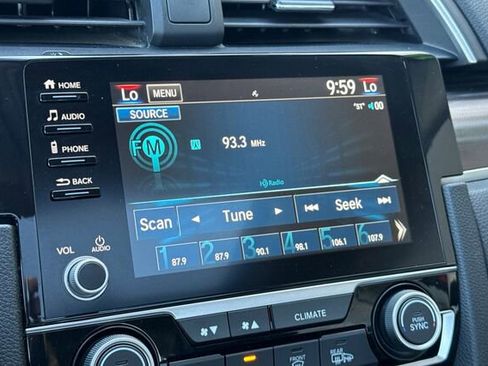 HOME
AUDIO
PHONE
BACK
VOL
AUDIO
Lo MENU 9:59 Lo
SOURCE "ST" 00
FM 93.3 MHz
HD Radio
Scan Tune Seek
1 87.9 2 87.9 3 90.1 4 98.1 5 106.1 6 107.9
CLIMATE
PUSH
SYNC
FRONT
REAR